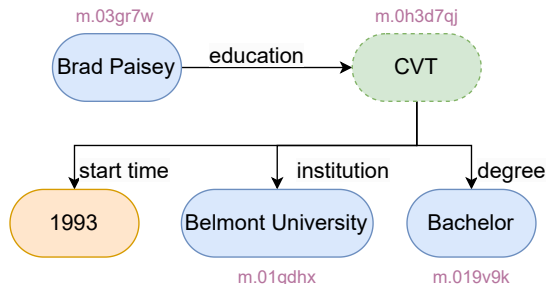 m.03gr7w
m.0h3d7qj
Brad Paisey
education
CVT
start time
institution
degree
1993
Belmont University
Bachelor
m.01qdhx
m.019v9k